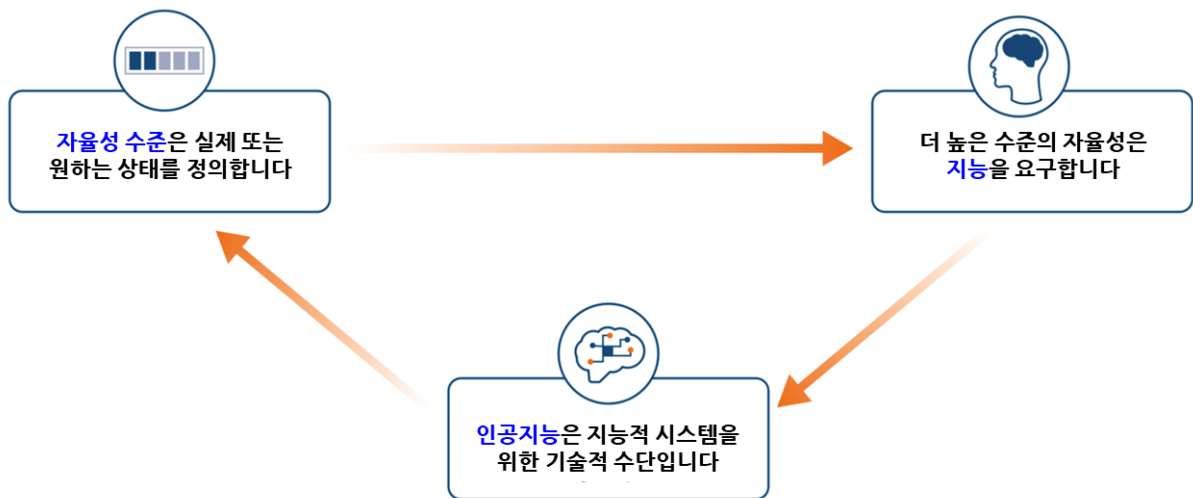 자율성 수준은 실제 또는
원하는 상태를 정의합니다
더 높은 수준의 자율성은
지능을 요구합니다
인공지능은 지능적 시스템을
위한 기술적 수단입니다